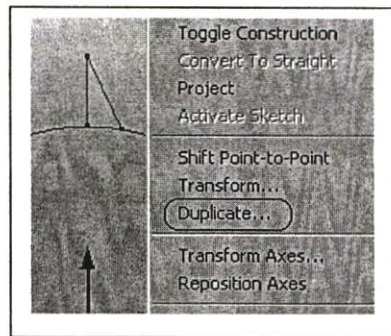 Toggle Construction
Convert To Straight
Project
Activate Sketch
Shift Point-to-Point
Transform...
Duplicate...
Transform Axes...
Reposition Axes